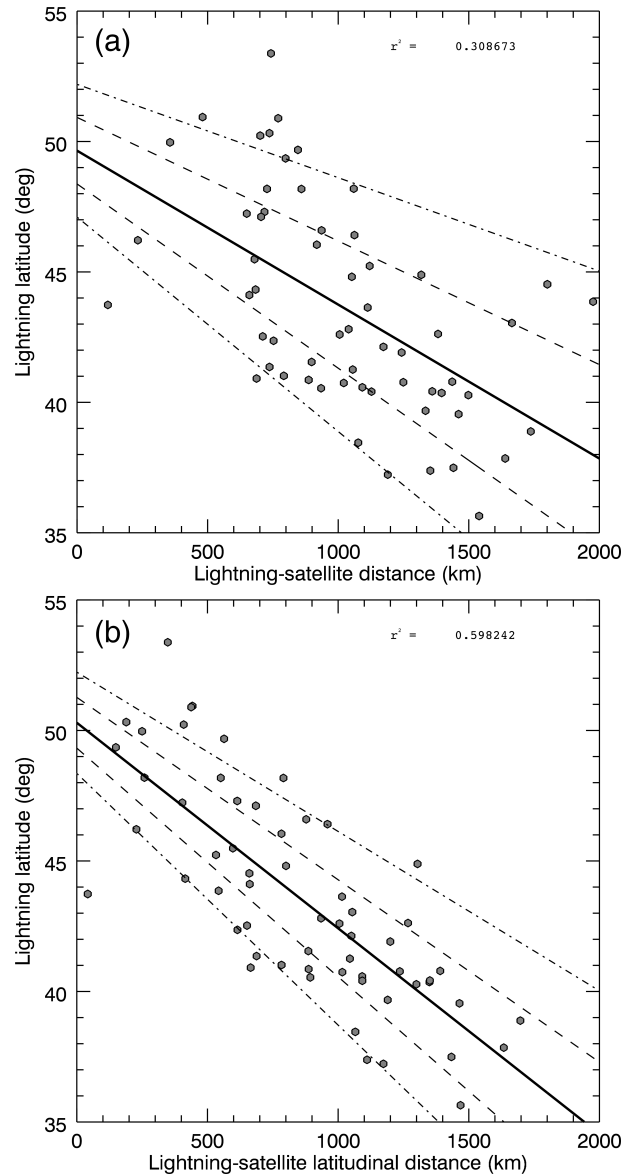 55
(a)
r² = 0.308673
50
45
40
35
Lightning latitude (deg)
0 500 1000 1500 2000
Lightning-satellite distance (km)
55
(b)
r² = 0.598242
50
45
40
35
Lightning latitude (deg)
0 500 1000 1500 2000
Lightning-satellite latitudinal distance (km)